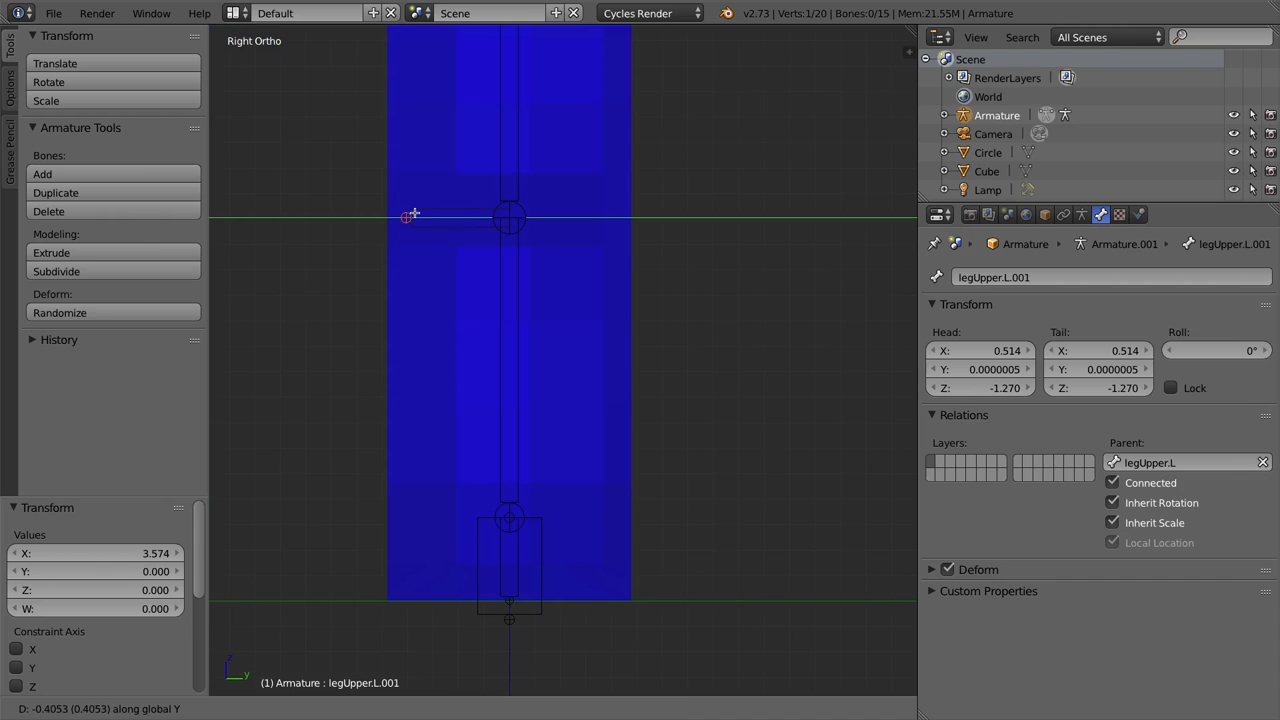 File
Render
Window
Help
Default
Scene
Cycles Render
v2.73 | Verts:1/20 | Bones:0/15 | Mem:21.55M | Armature
Tools
Options
Grease Pencil
Transform
Translate
Rotate
Scale
Armature Tools
Bones:
Add
Duplicate
Delete
Modeling:
Extrude
Subdivide
Deform:
Randomize
History
Transform
Values
X: 3.574
Y: 0.000
Z: 0.000
W: 0.000
Constraint Axis
X
Y
Z
Right Ortho
z
y
(1) Armature : legUpper.L.001
D: -0.4053 (0.4053) along global Y
View
Search
All Scenes
Scene
RenderLayers
World
Armature
Camera
Circle
Cube
Lamp
Armature
Armature.001
legUpper.L.001
legUpper.L.001
Transform
Head:
Tail:
Roll:
X: 0.514
X: 0.514
0°
Y: 0.0000005
Y: 0.0000005
Z: -1.270
Z: -1.270
Lock
Relations
Layers:
Parent:
legUpper.L
Connected
Inherit Rotation
Inherit Scale
Local Location
Deform
Custom Properties